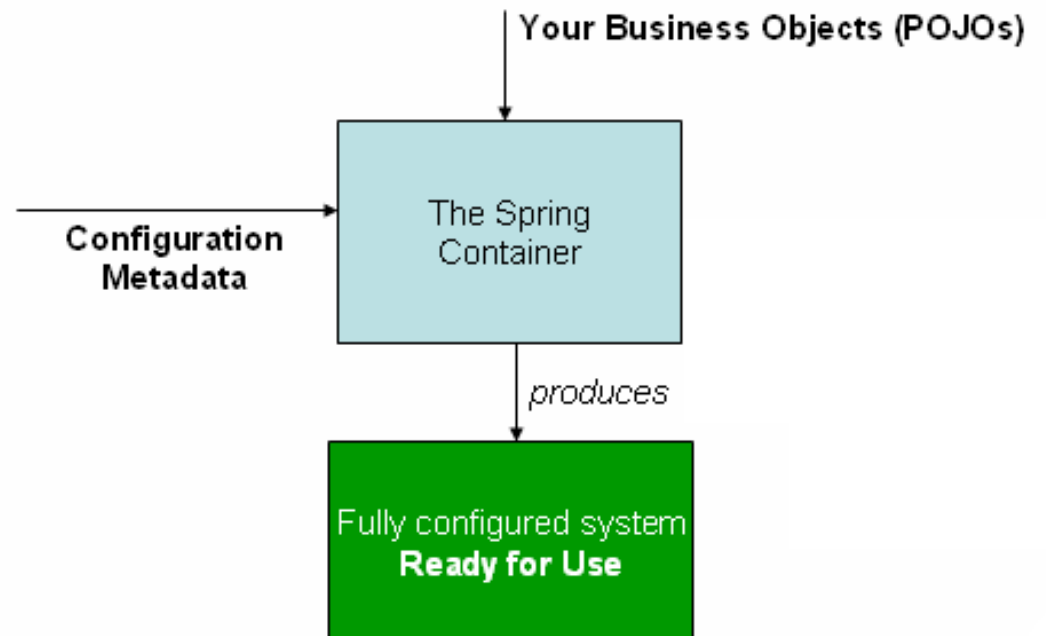 Your Business Objects (POJOs)
The Spring
Container
Configuration
Metadata
produces
Fully configured system
Ready for Use